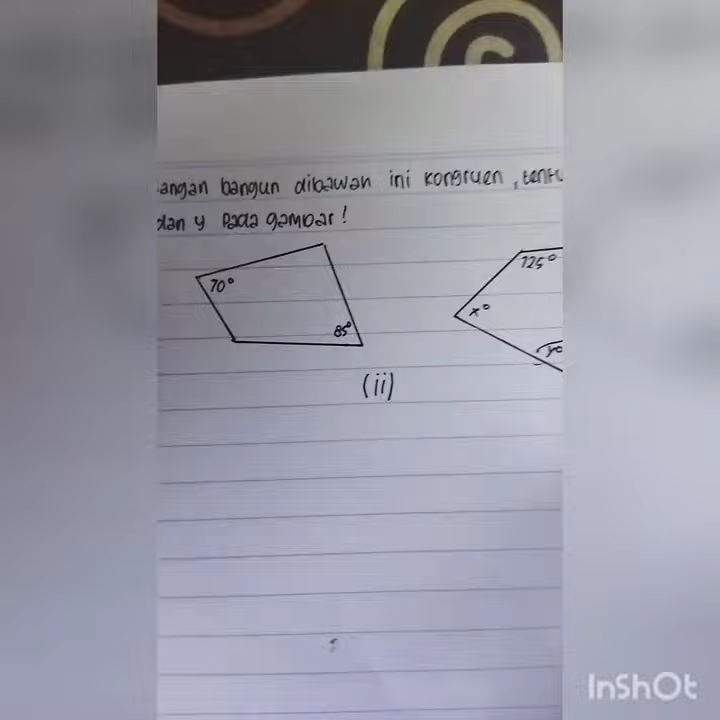 angan bangun dibawah ini kongruen, tentu
dan y pada gambar!
70°
85°
125°
x°
y°
(ii)
InShOt